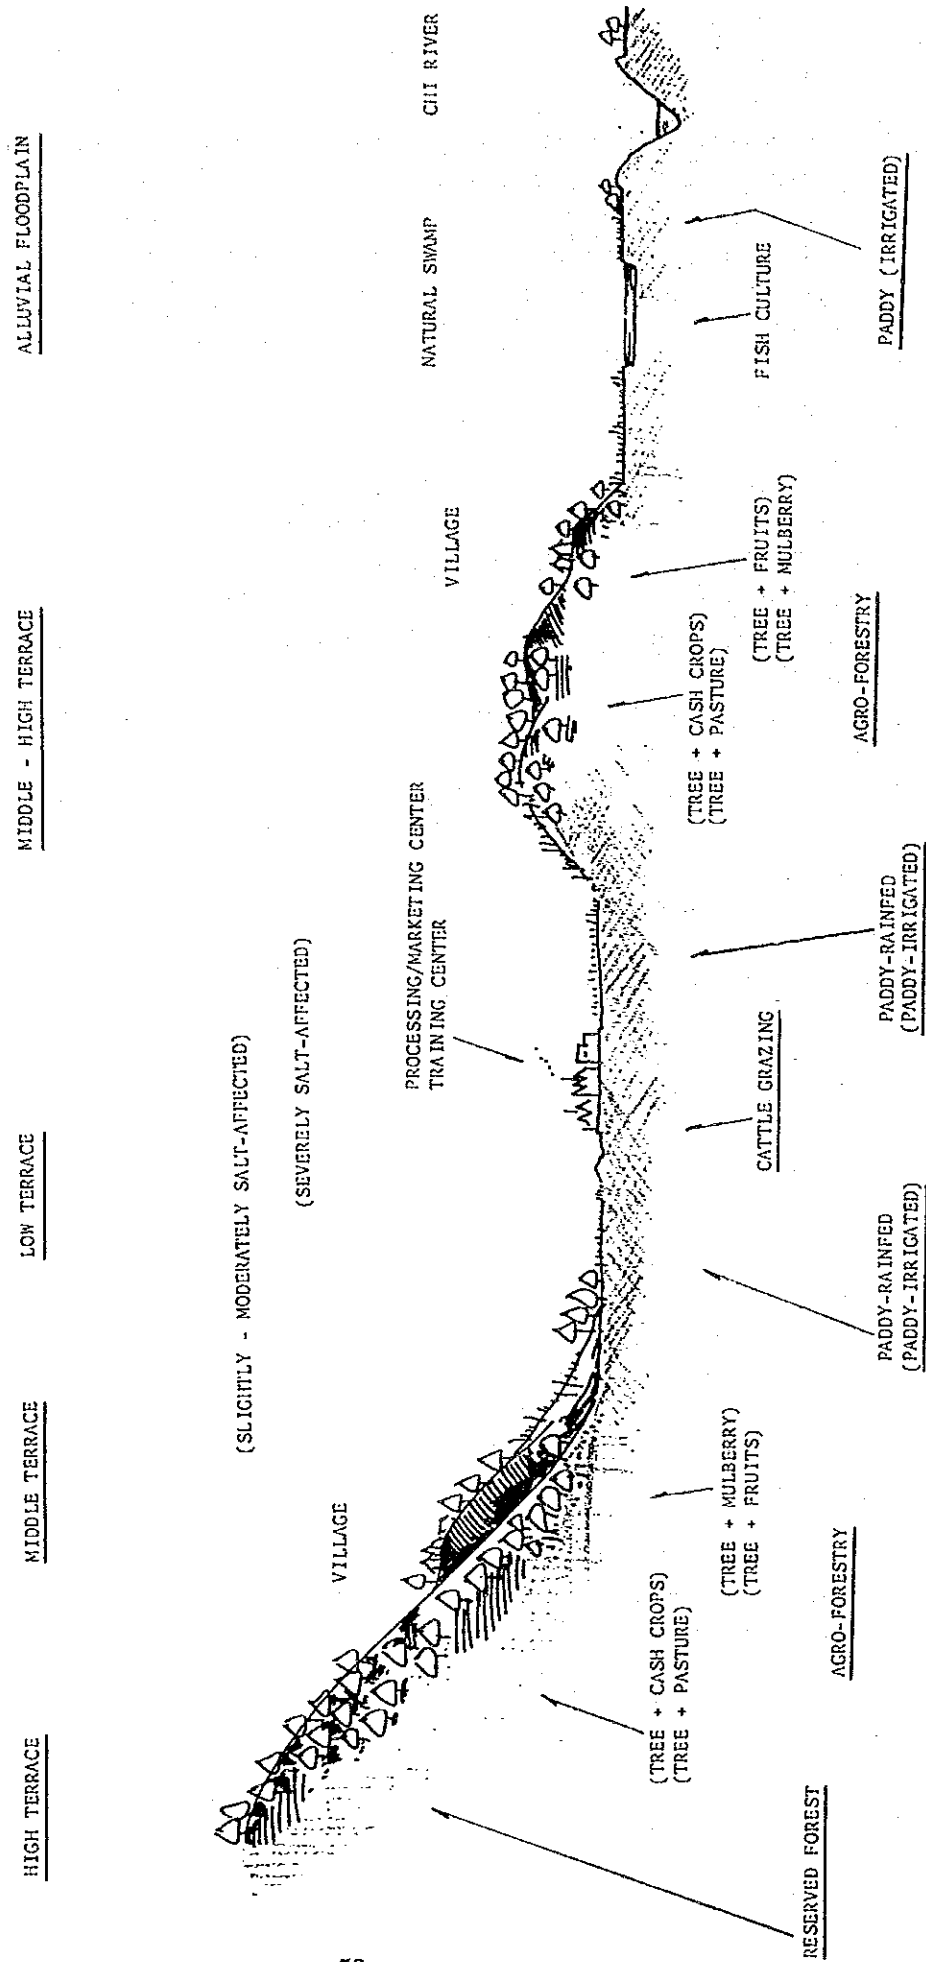 HIGH TERRACE
MIDDLE TERRACE
LOW TERRACE
MIDDLE - HIGH TERRACE
ALLUVIAL FLOODPLAIN
(SLIGHTLY - MODERATELY SALT-AFFECTED)
(SEVERELY SALT-AFFECTED)
VILLAGE
PROCESSING/MARKETING CENTER
TRAINING CENTER
VILLAGE
NATURAL SWAMP
CHI RIVER
(TREE + CASH CROPS)
(TREE + PASTURE)
(TREE + MULBERRY)
(TREE + FRUITS)
CATTLE GRAZING
(TREE + CASH CROPS)
(TREE + PASTURE)
(TREE + FRUITS)
(TREE + MULBERRY)
FISH CULTURE
RESERVED FOREST
AGRO-FORESTRY
PADDY-RAINFED
(PADDY-IRRIGATED)
PADDY-RAINFED
(PADDY-IRRIGATED)
AGRO-FORESTRY
PADDY (IRRIGATED)